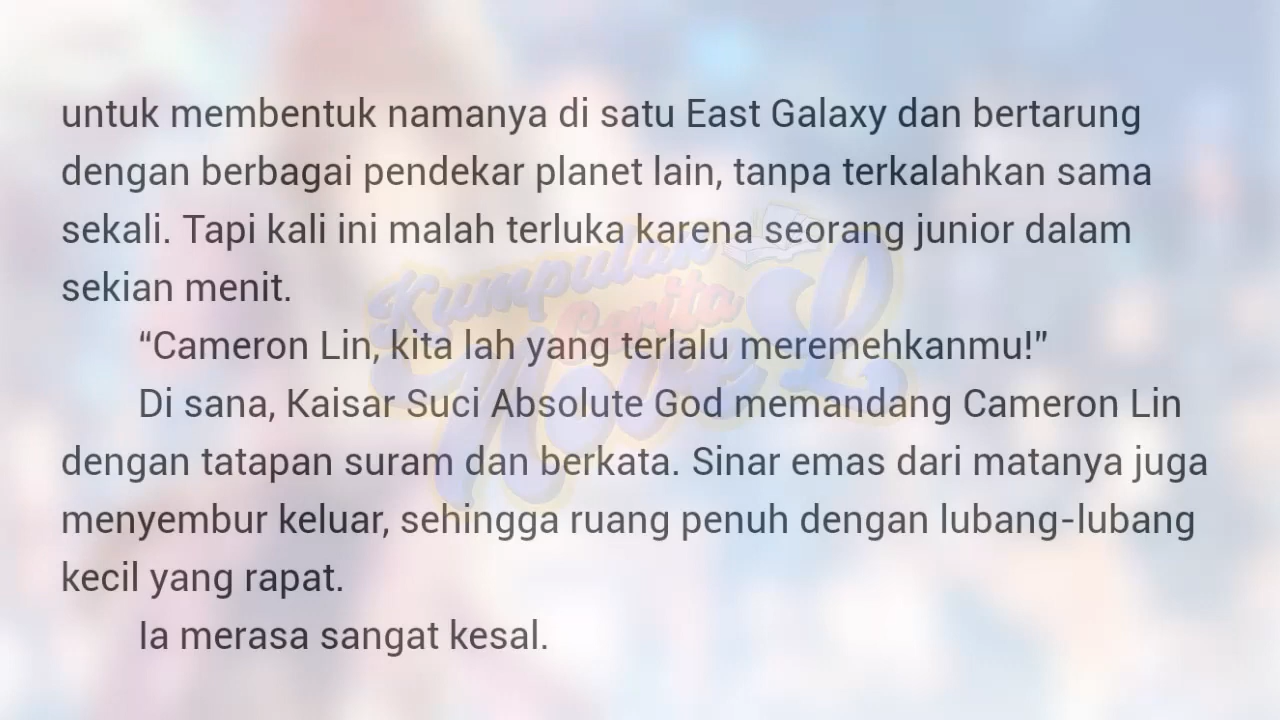 untuk membentuk namanya di satu East Galaxy dan bertarung
dengan berbagai pendekar planet lain, tanpa terkalahkan sama
sekali. Tapi kali ini malah terluka karena seorang junior dalam
sekian menit.
“Cameron Lin, kita lah yang terlalu meremehkanmu!”
Di sana, Kaisar Suci Absolute God memandang Cameron Lin
dengan tatapan suram dan berkata. Sinar emas dari matanya juga
menyembur keluar, sehingga ruang penuh dengan lubang-lubang
kecil yang rapat.
Ia merasa sangat kesal.
Kumpulan
Cerita
Novel